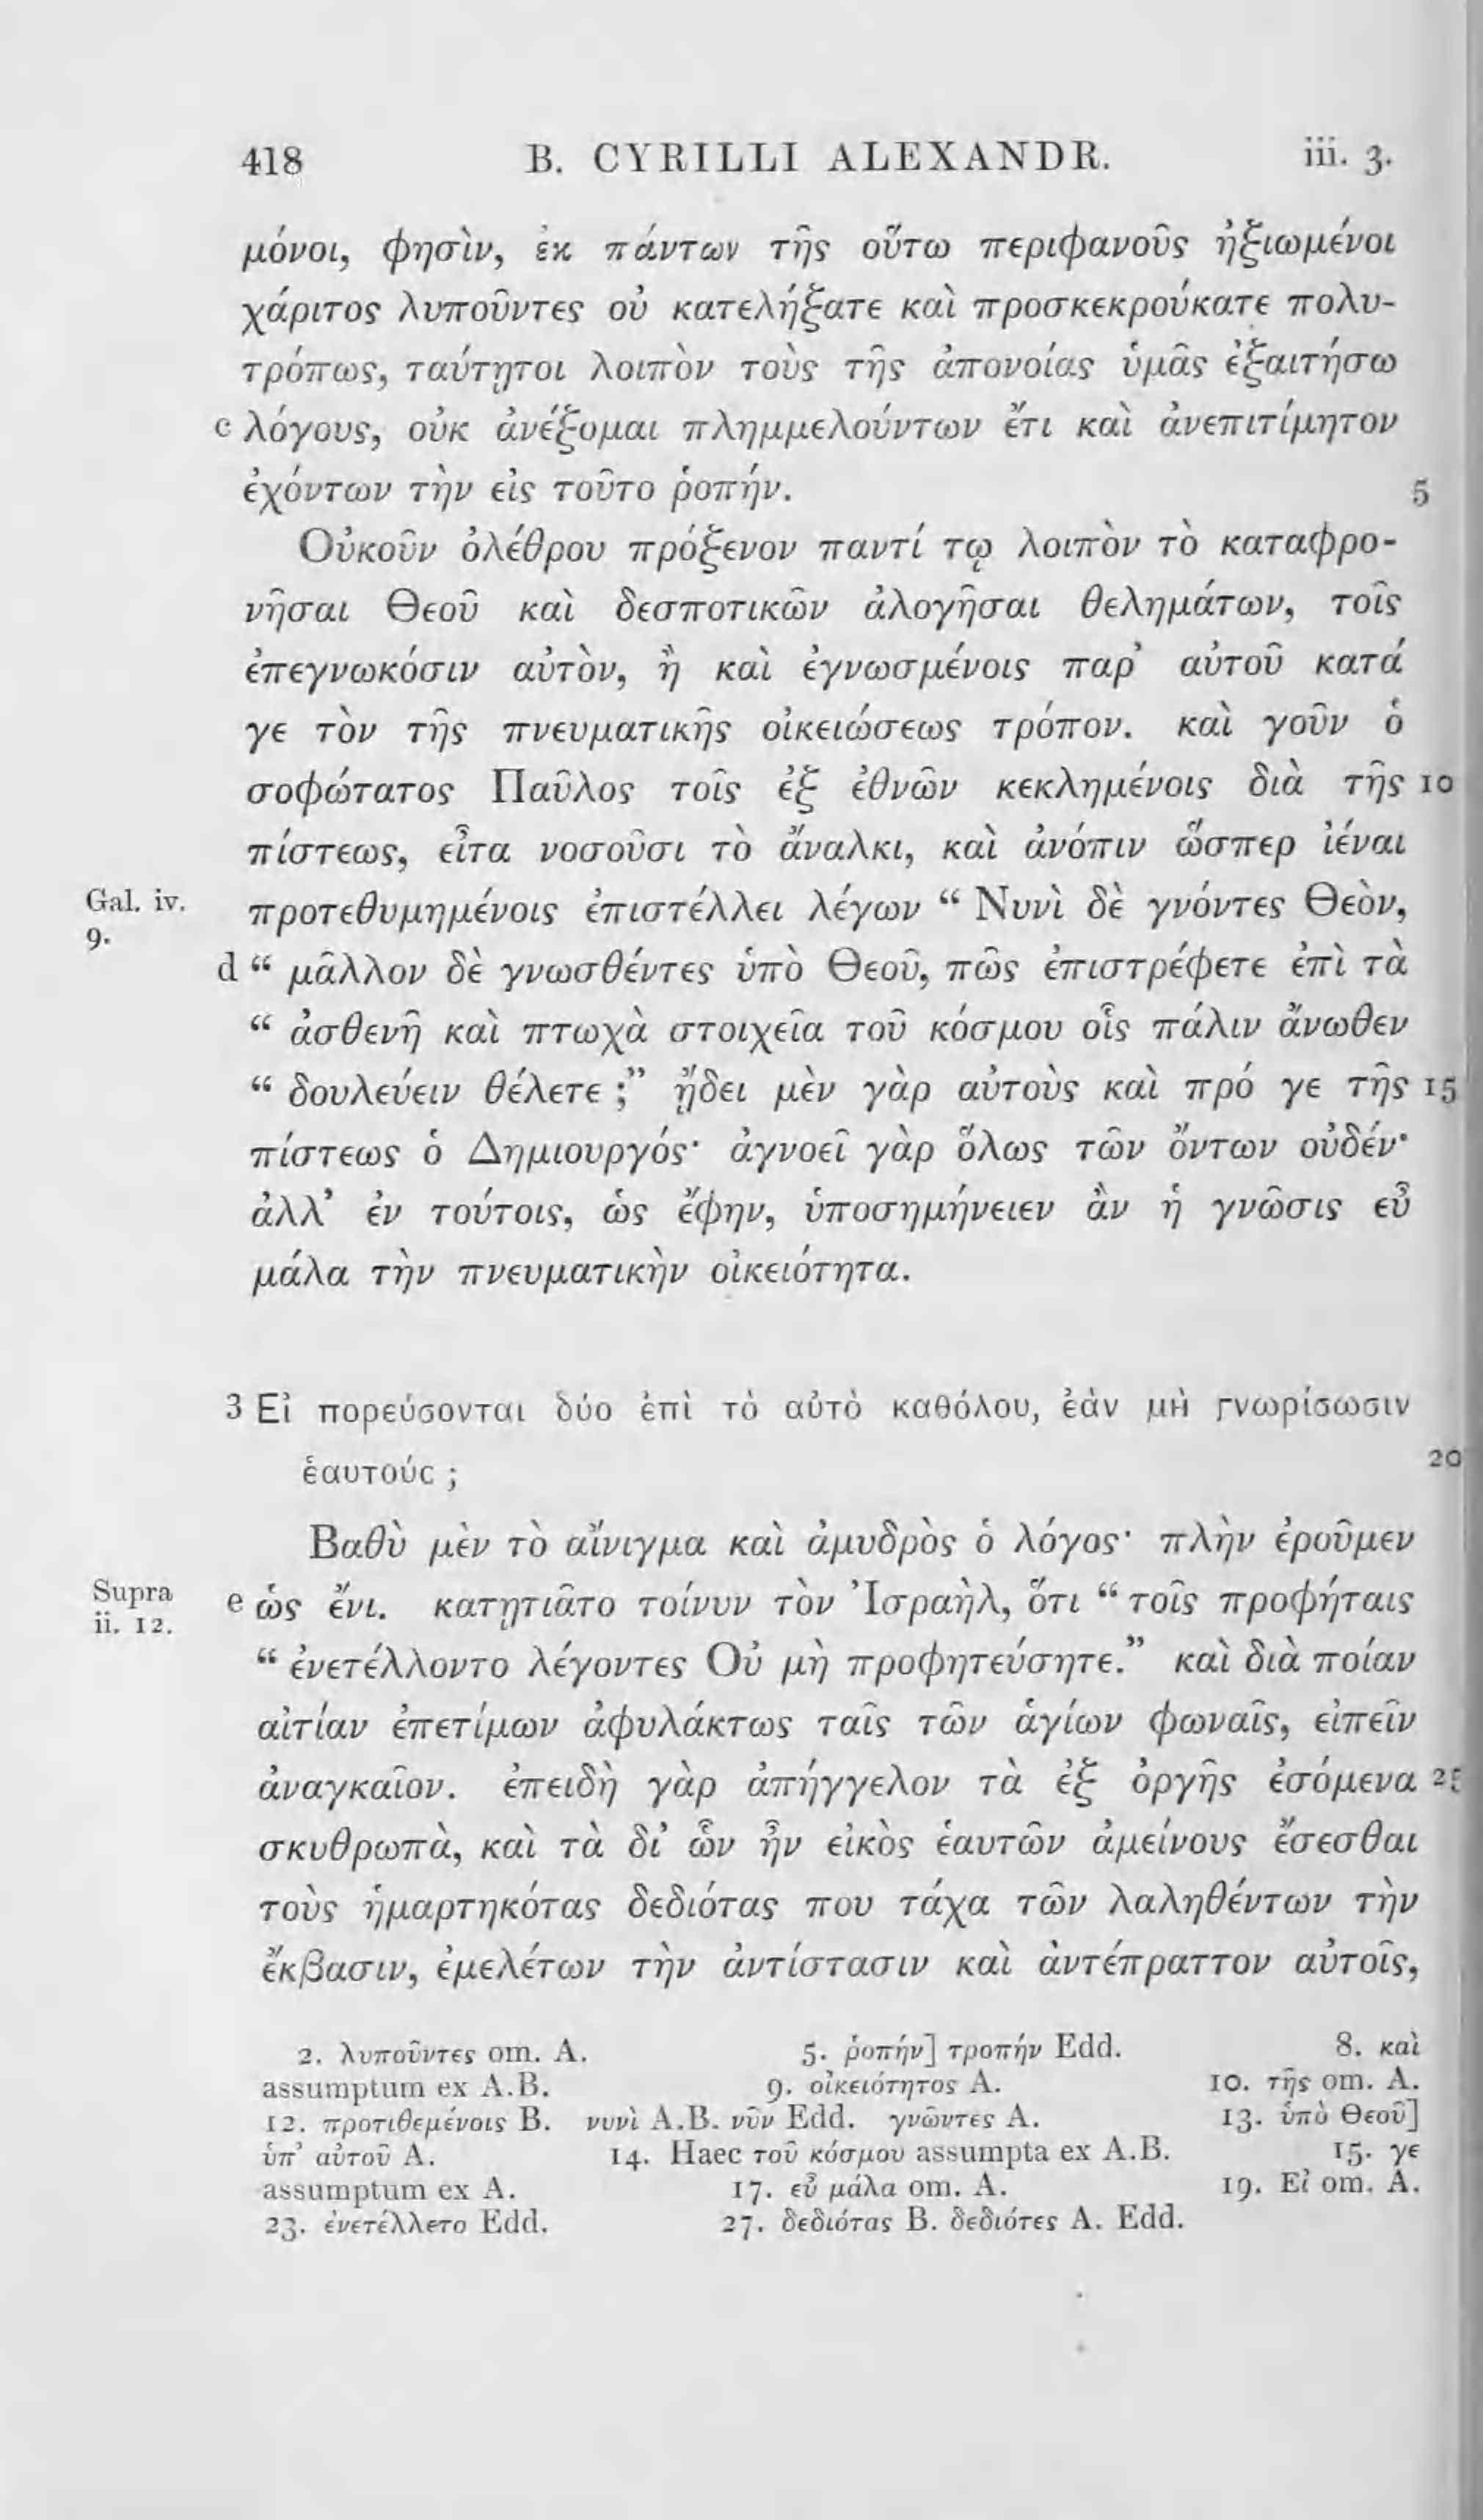 418 B. CYRILLI ALEXANDR. iii. 3.
μόνοι, φησὶν, ἐκ πάντων τῆς οὕτω περιφανοῦς ἠξιωμένοι
χάριτος λυποῦντες οὐ κατελήξατε καὶ προσκεκρούκατε πολυ-
τρόπως, ταύτῃτοι λοιπὸν τοὺς τῆς ἀπονοίας ὑμᾶς ἐξαιτήσω
c λόγους, οὐκ ἀνέξομαι πλημμελούντων ἔτι καὶ ἀνεπιτίμητον
ἐχόντων τὴν εἰς τοῦτο ῥοπήν. 5
Οὐκοῦν ὀλέθρου πρόξενον παντί τῳ λοιπὸν τὸ καταφρο-
νῆσαι Θεοῦ καὶ δεσποτικῶν ἀλογῆσαι θελημάτων, τοῖς
ἐπεγνωκόσιν αὐτὸν, ἢ καὶ ἐγνωσμένοις παρ’ αὐτοῦ κατά
γε τὸν τῆς πνευματικῆς οἰκειώσεως τρόπον. καὶ γοῦν ὁ
σοφώτατος Παῦλος τοῖς ἐξ ἐθνῶν κεκλημένοις διὰ τῆς 10
πίστεως, εἶτα νοσοῦσι τὸ ἄναλκι, καὶ ἀνόπιν ὥσπερ ἰέναι
Gal. iv. 9. προτεθυμημένοις ἐπιστέλλει λέγων “ Νυνὶ δὲ γνόντες Θεὸν,
d “ μᾶλλον δὲ γνωσθέντες ὑπὸ Θεοῦ, πῶς ἐπιστρέφετε ἐπὶ τὰ
“ ἀσθενῆ καὶ πτωχὰ στοιχεῖα τοῦ κόσμου οἷς πάλιν ἄνωθεν
“ δουλεύειν θέλετε ;” ᾔδει μὲν γὰρ αὐτοὺς καὶ πρό γε τῆς 15
πίστεως ὁ Δημιουργός· ἀγνοεῖ γὰρ ὅλως τῶν ὄντων οὐδέν·
ἀλλ’ ἐν τούτοις, ὡς ἔφην, ὑποσημήνειεν ἂν ἡ γνῶσις εὖ
μάλα τὴν πνευματικὴν οἰκειότητα.
3 Εἰ πορεύσονται δύο ἐπὶ τὸ αὐτὸ καθόλου, ἐὰν μὴ γνωρίσωσιν
ἑαυτούς ; 20
Βαθὺ μὲν τὸ αἴνιγμα καὶ ἀμυδρὸς ὁ λόγος· πλὴν ἐροῦμεν
Supra ii. 12. e ὡς ἔνι. κατῃτιᾶτο τοίνυν τὸν Ἰσραὴλ, ὅτι “ τοῖς προφήταις
“ ἐνετέλλοντο λέγοντες Οὐ μὴ προφητεύσητε.” καὶ διὰ ποίαν
αἰτίαν ἐπετίμων ἀφυλάκτως ταῖς τῶν ἁγίων φωναῖς, εἰπεῖν
ἀναγκαῖον. ἐπειδὴ γὰρ ἀπήγγελον τὰ ἐξ ὀργῆς ἐσόμενα 25
σκυθρωπὰ, καὶ τὰ δι’ ὧν ἦν εἰκὸς ἑαυτῶν ἀμείνους ἔσεσθαι
τοὺς ἡμαρτηκότας δεδιότας που τάχα τῶν λαληθέντων τὴν
ἔκβασιν, ἐμελέτων τὴν ἀντίστασιν καὶ ἀντέπραττον αὐτοῖς,
2. λυποῦντες om. A. 5. ῥοπήν] τροπήν Edd. 8. καὶ
assumptum ex A.B. 9. οἰκειότητος A. 10. τῆς om. A.
12. προτιθεμένοις B. νυνὶ A.B. νῦν Edd. γνῶντες A. 13. ὑπὸ Θεοῦ]
ὑπ’ αὐτοῦ A. 14. Haec τοῦ κόσμου assumpta ex A.B. 15. γε
assumptum ex A. 17. εὖ μάλα om. A. 19. Εἰ om. A.
23. ἐνετέλλετο Edd. 27. δεδιότας B. δεδιότες A. Edd.